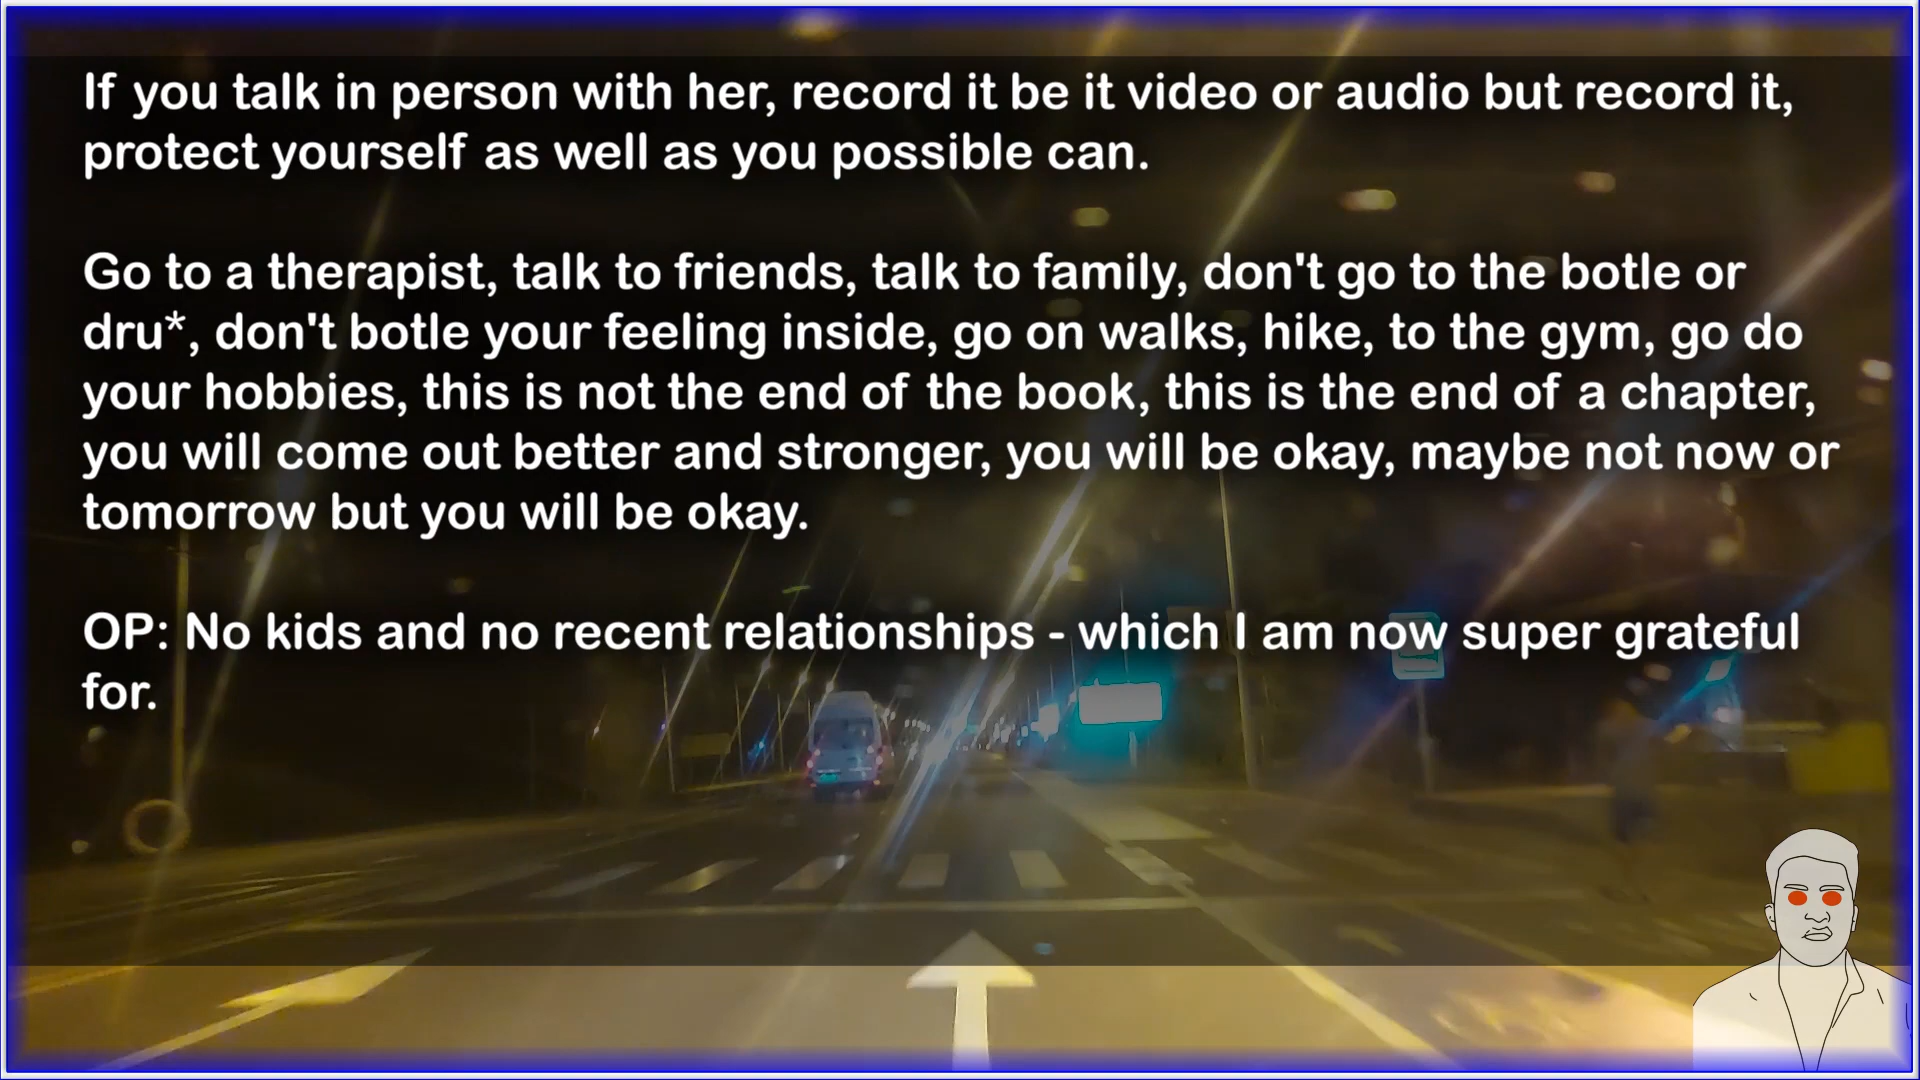 If you talk in person with her, record it be it video or audio but record it,
protect yourself as well as you possible can.
Go to a therapist, talk to friends, talk to family, don't go to the botle or
dru*, don't botle your feeling inside, go on walks, hike, to the gym, go do
your hobbies, this is not the end of the book, this is the end of a chapter,
you will come out better and stronger, you will be okay, maybe not now or
tomorrow but you will be okay.
OP: No kids and no recent relationships - which I am now super grateful
for.